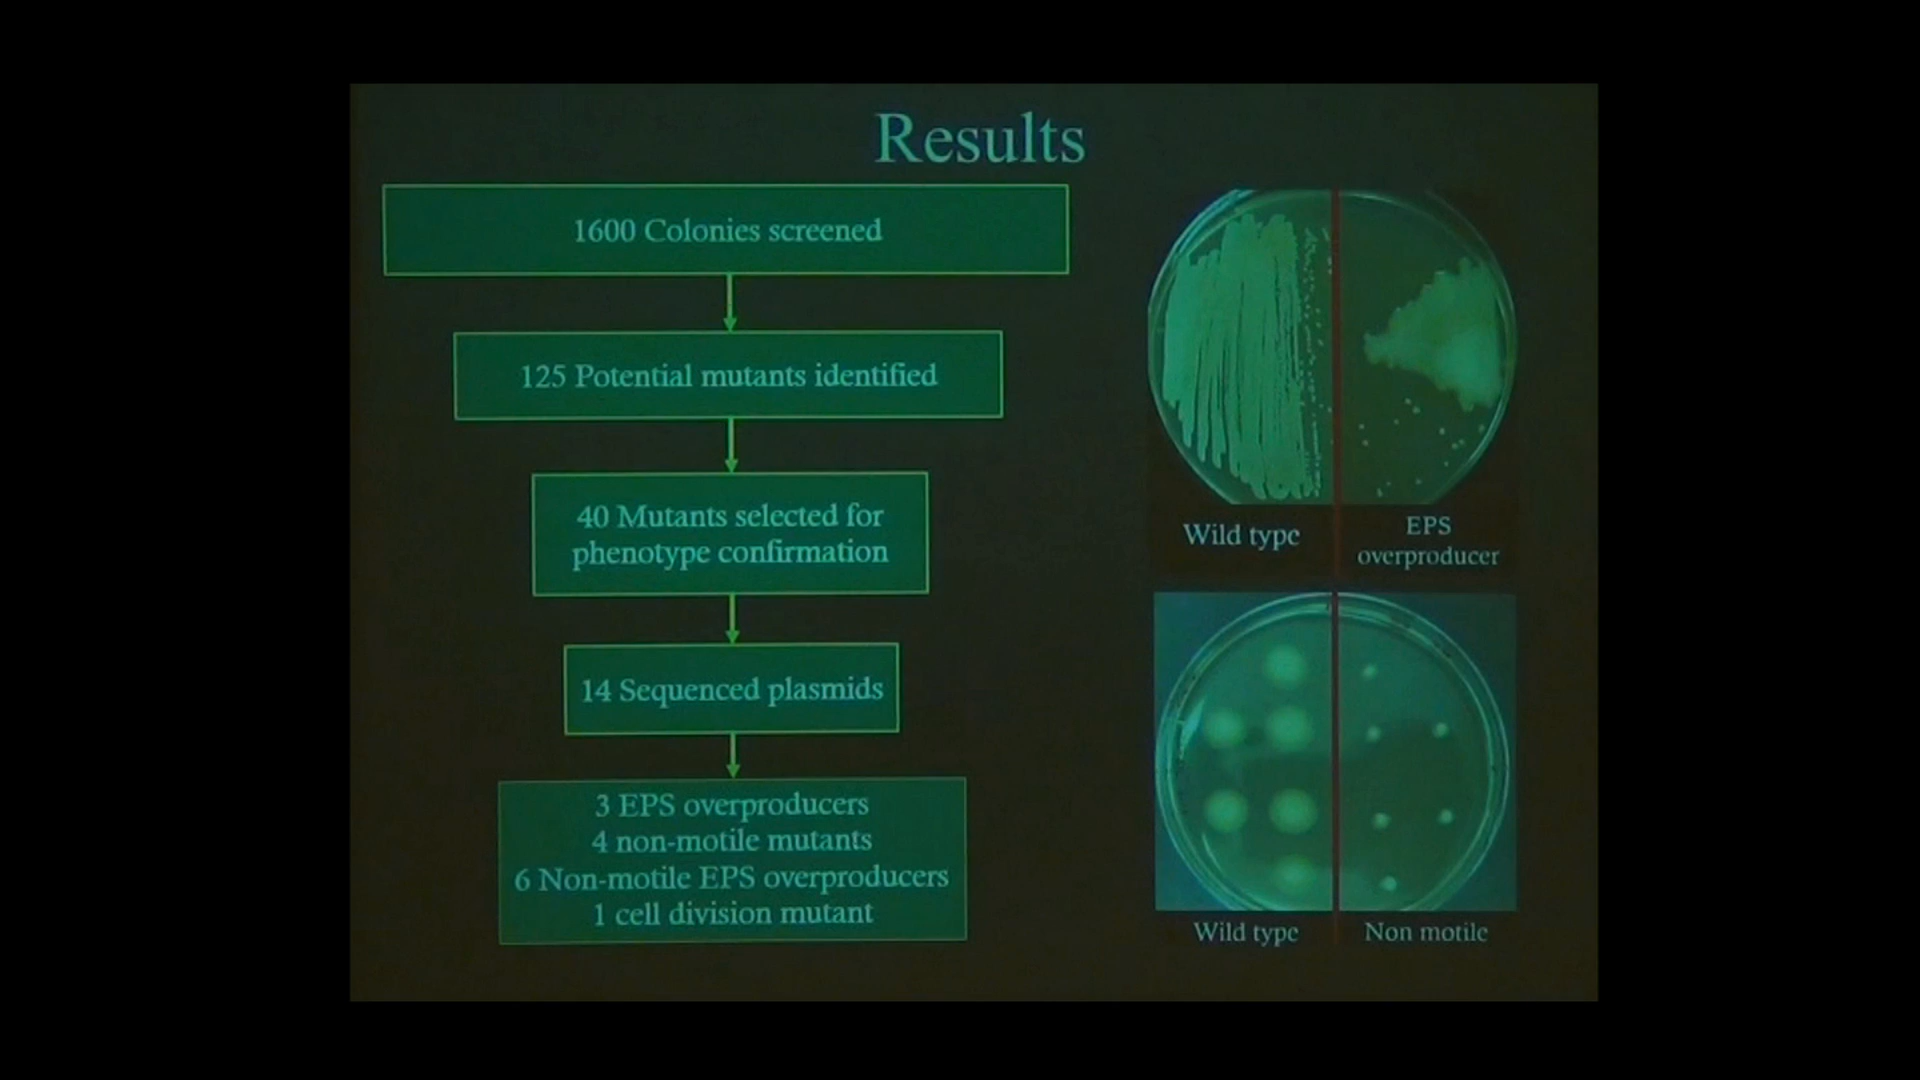 Results
1600 Colonies screened
125 Potential mutants identified
40 Mutants selected for
phenotype confirmation
14 Sequenced plasmids
3 EPS overproducers
4 non-motile mutants
6 Non-motile EPS overproducers
1 cell division mutant
Wild type
EPS
overproducer
Wild type
Non motile